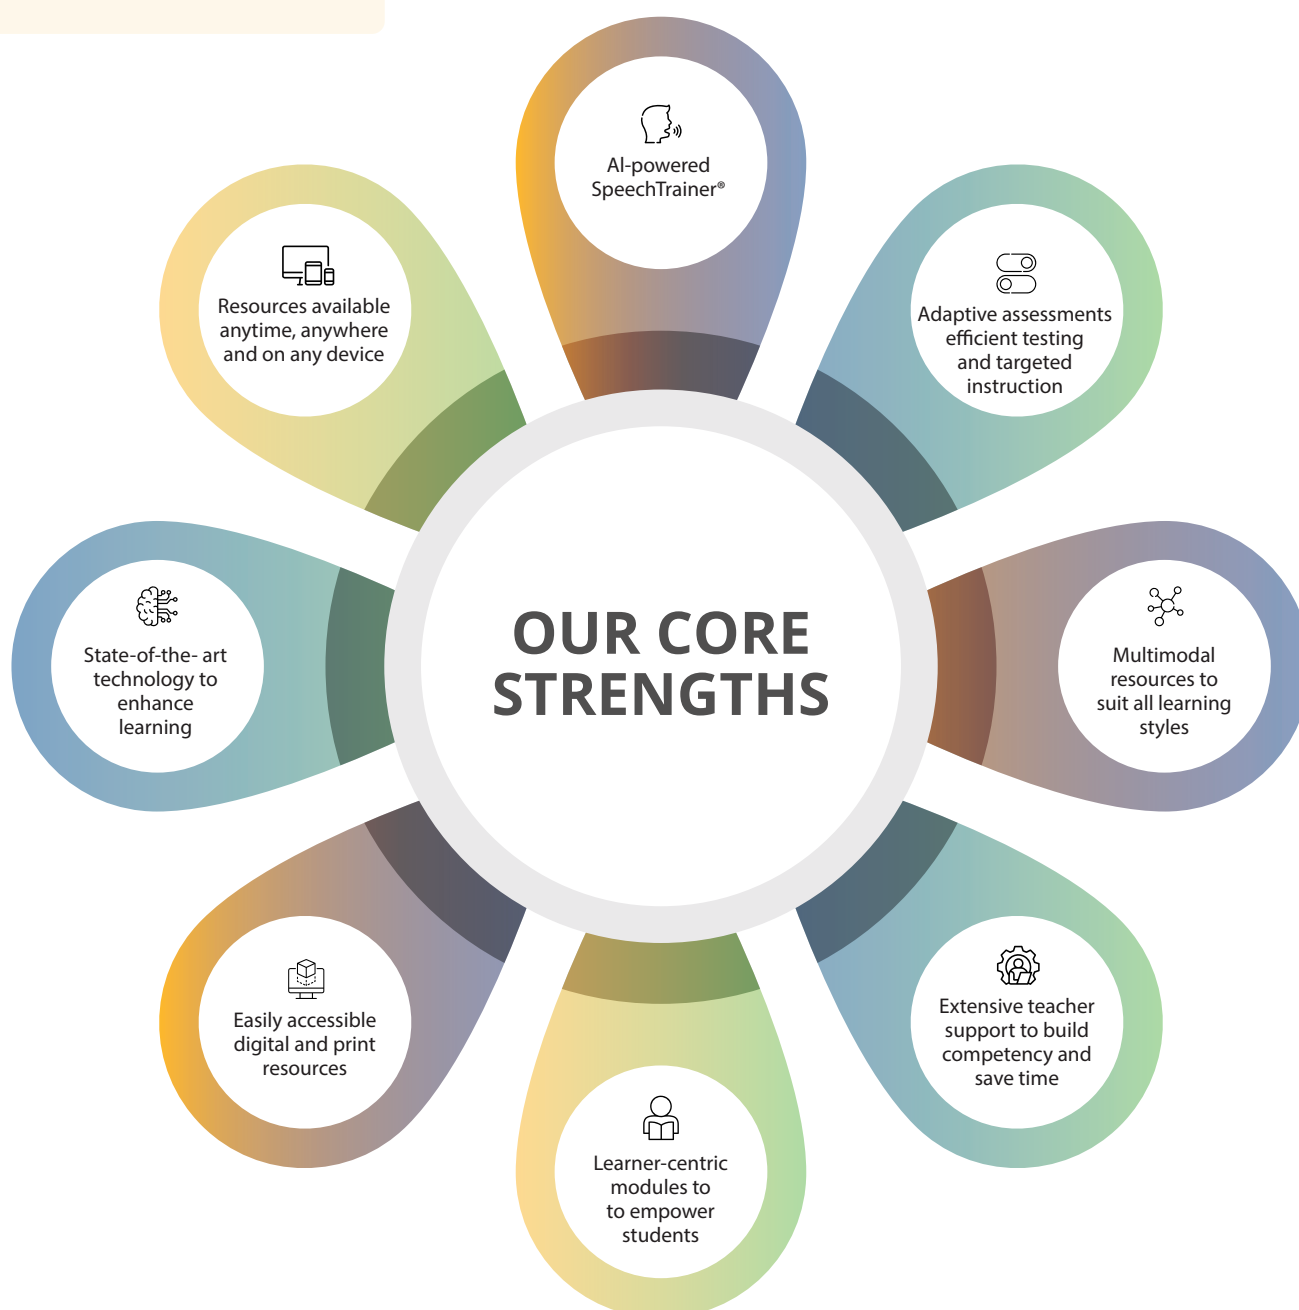 AI-powered
SpeechTrainer®
Adaptive assessments
efficient testing
and targeted
instruction
Multimodal
resources to
suit all learning
styles
Extensive teacher
support to build
competency and
save time
Learner-centric
modules to
to empower
students
Easily accessible
digital and print
resources
State-of-the- art
technology to
enhance
learning
Resources available
anytime, anywhere
and on any device
OUR CORE
STRENGTHS